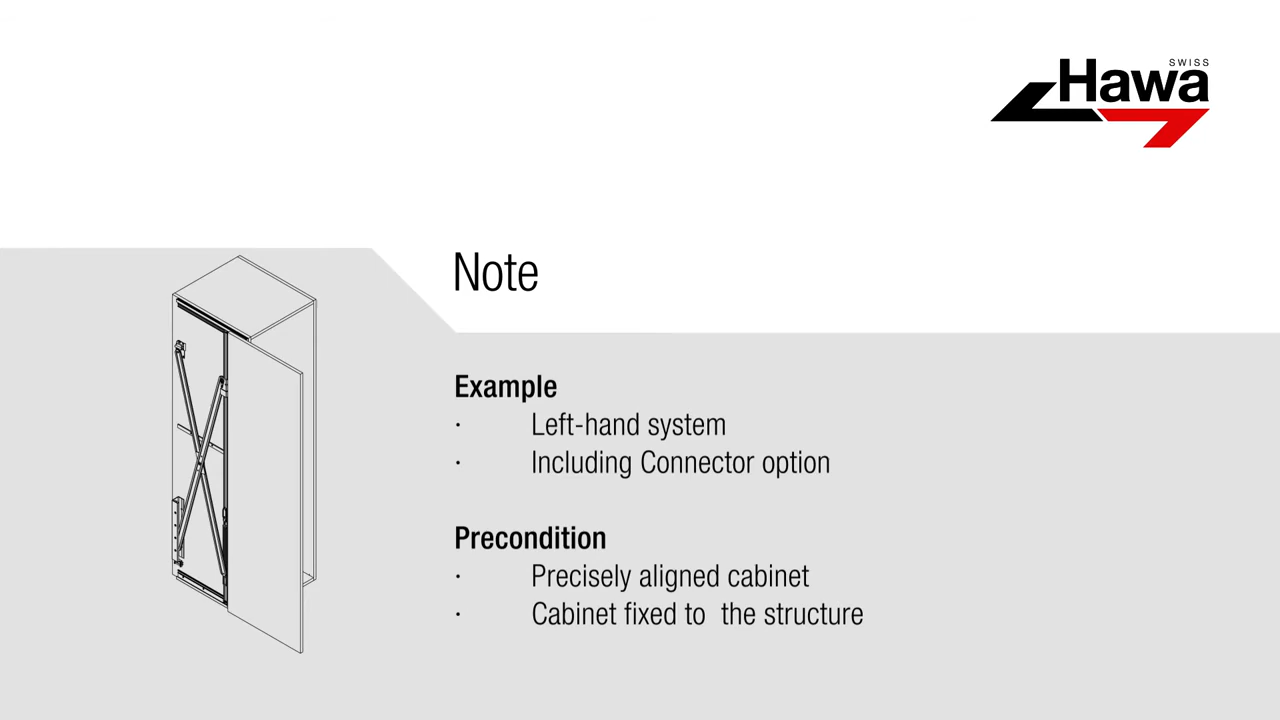 SWISS
Hawa
Note
Example
· Left-hand system
· Including Connector option
Precondition
· Precisely aligned cabinet
· Cabinet fixed to  the structure